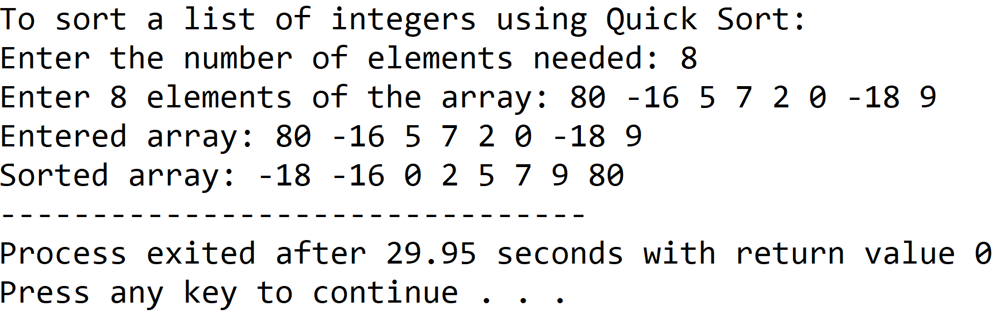 To sort a list of integers using Quick Sort:
Enter the number of elements needed: 8
Enter 8 elements of the array: 80 -16 5 7 2 0 -18 9
Entered array: 80 -16 5 7 2 0 -18 9
Sorted array: -18 -16 0 2 5 7 9 80
--------------------------------
Process exited after 29.95 seconds with return value 0
Press any key to continue . . .